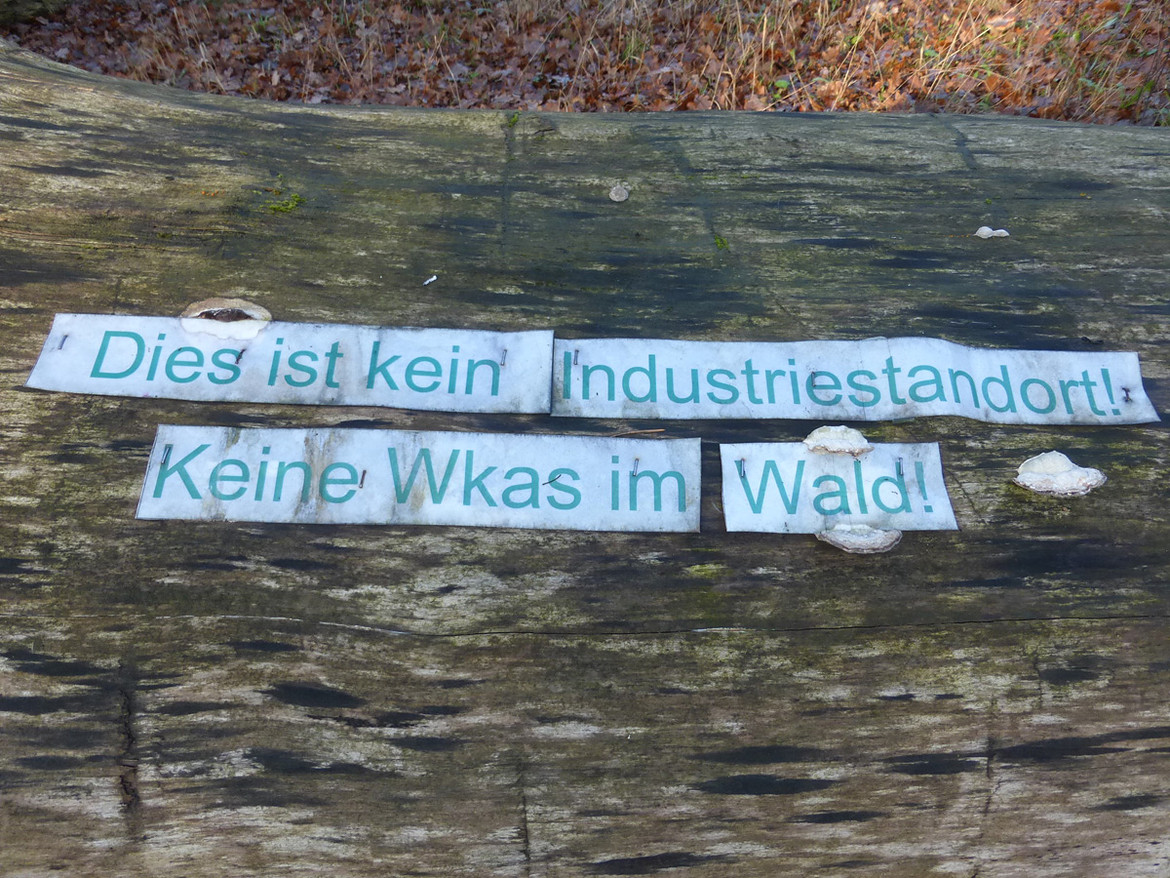 Dies ist kein Industriestandort!
Keine Wkas im Wald!